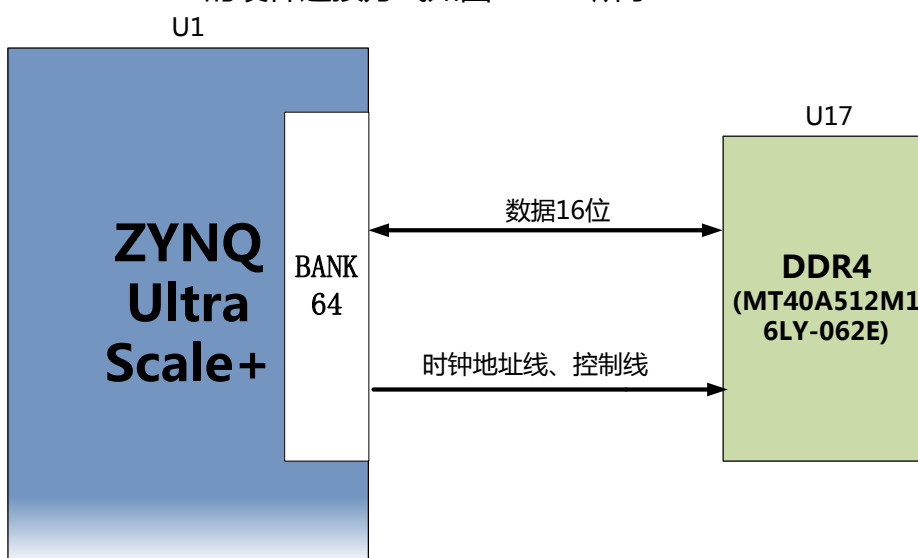 U1
U17
数据16位
ZYNQ
Ultra
Scale+
BANK
64
DDR4
(MT40A512M1
6LY-062E)
时钟地址线、控制线